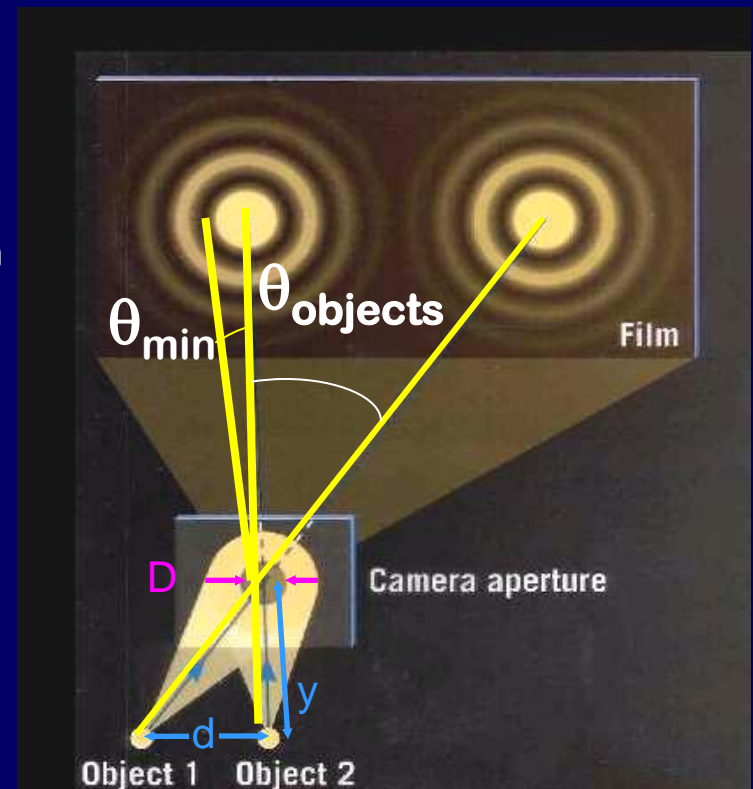 θobjects
θmin
Film
D
Camera aperture
y
d
Object 1 Object 2